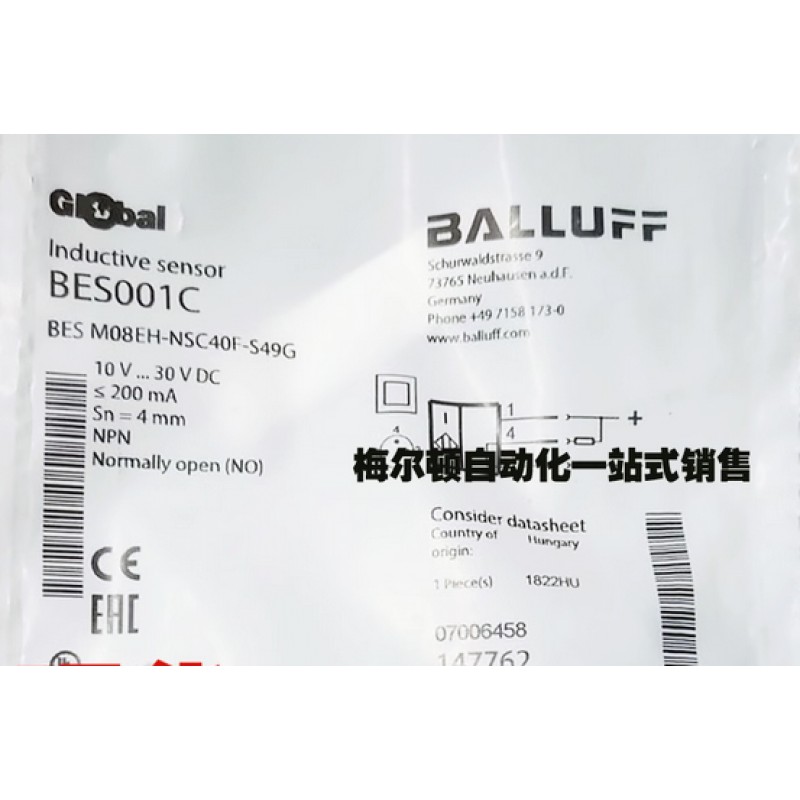 Global
Inductive sensor
BES001C
BES M08EH-NSC40F-S49G
10 V ... 30 V DC
≤ 200 mA
Sn = 4 mm
NPN
Normally open (NO)
CE
EAC
BALLUFF
Schurwaldstrasse 9
73765 Neuhausen a.d.F.
Germany
Phone +49 7158 173-0
www.balluff.com
1
+
4
4
梅尔顿自动化一站式销售
Consider datasheet
Country of origin: Hungary
1 Piece(s) 1822HU
07006458
147762